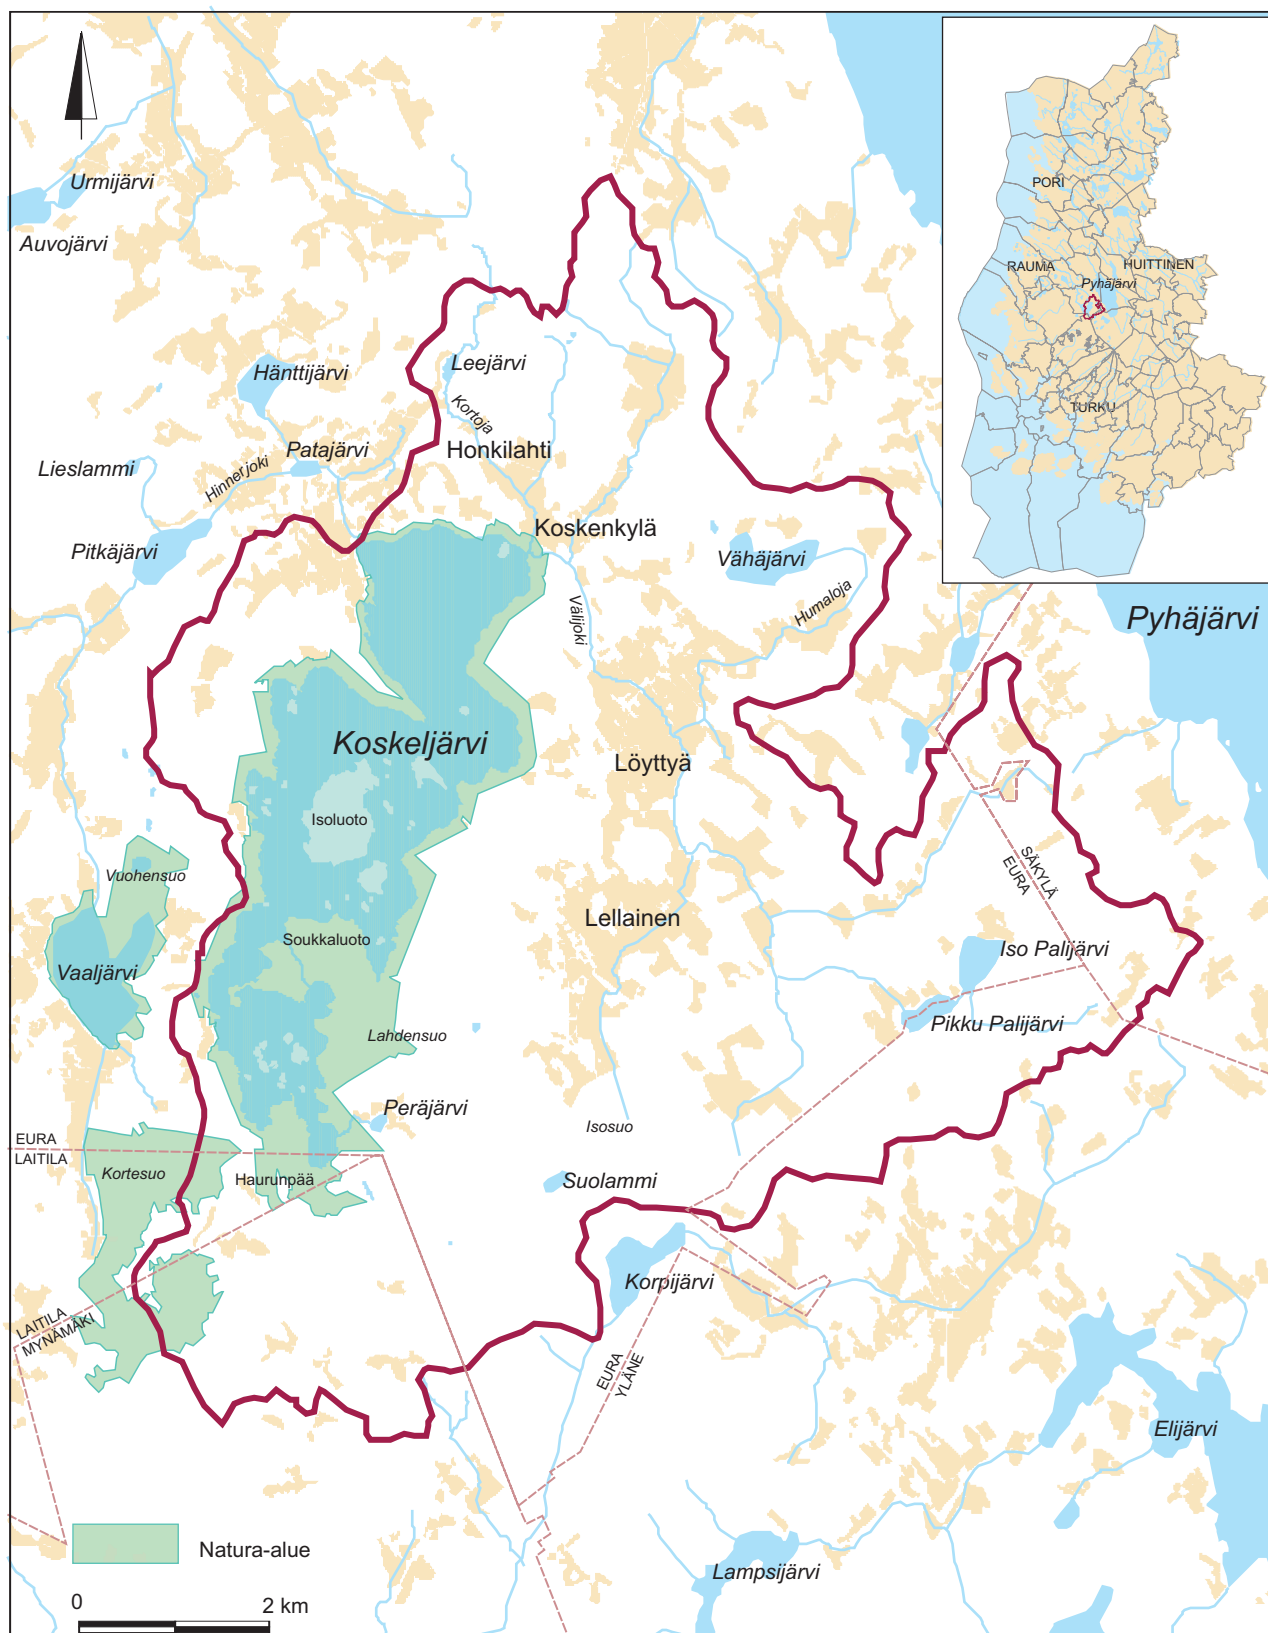 Urmijärvi
Auvojärvi
PORI
RAUMA
HUITTINEN
Pyhäjärvi
TURKU
Hänttijärvi
Leejärvi
Kortoja
Patajärvi
Honkilahti
Lieslammi
Hinnerjoki
Koskenkylä
Pitkäjärvi
Vähäjärvi
Humaloja
Välijoki
Pyhäjärvi
Koskeljärvi
Löyttyä
Isoluoto
SÄKYLÄ
EURA
Vuohensuo
Lellainen
Soukkaluoto
Iso Palijärvi
Vaaljärvi
Lahdensuo
Pikku Palijärvi
Peräjärvi
Isosuo
EURA
LAITILA
Kortesuo
Haurunpää
Suolammi
Korpijärvi
LAITILA
MYNÄMÄKI
EURA
YLÄNE
Elijärvi
Natura-alue
Lampsijärvi
0 2 km